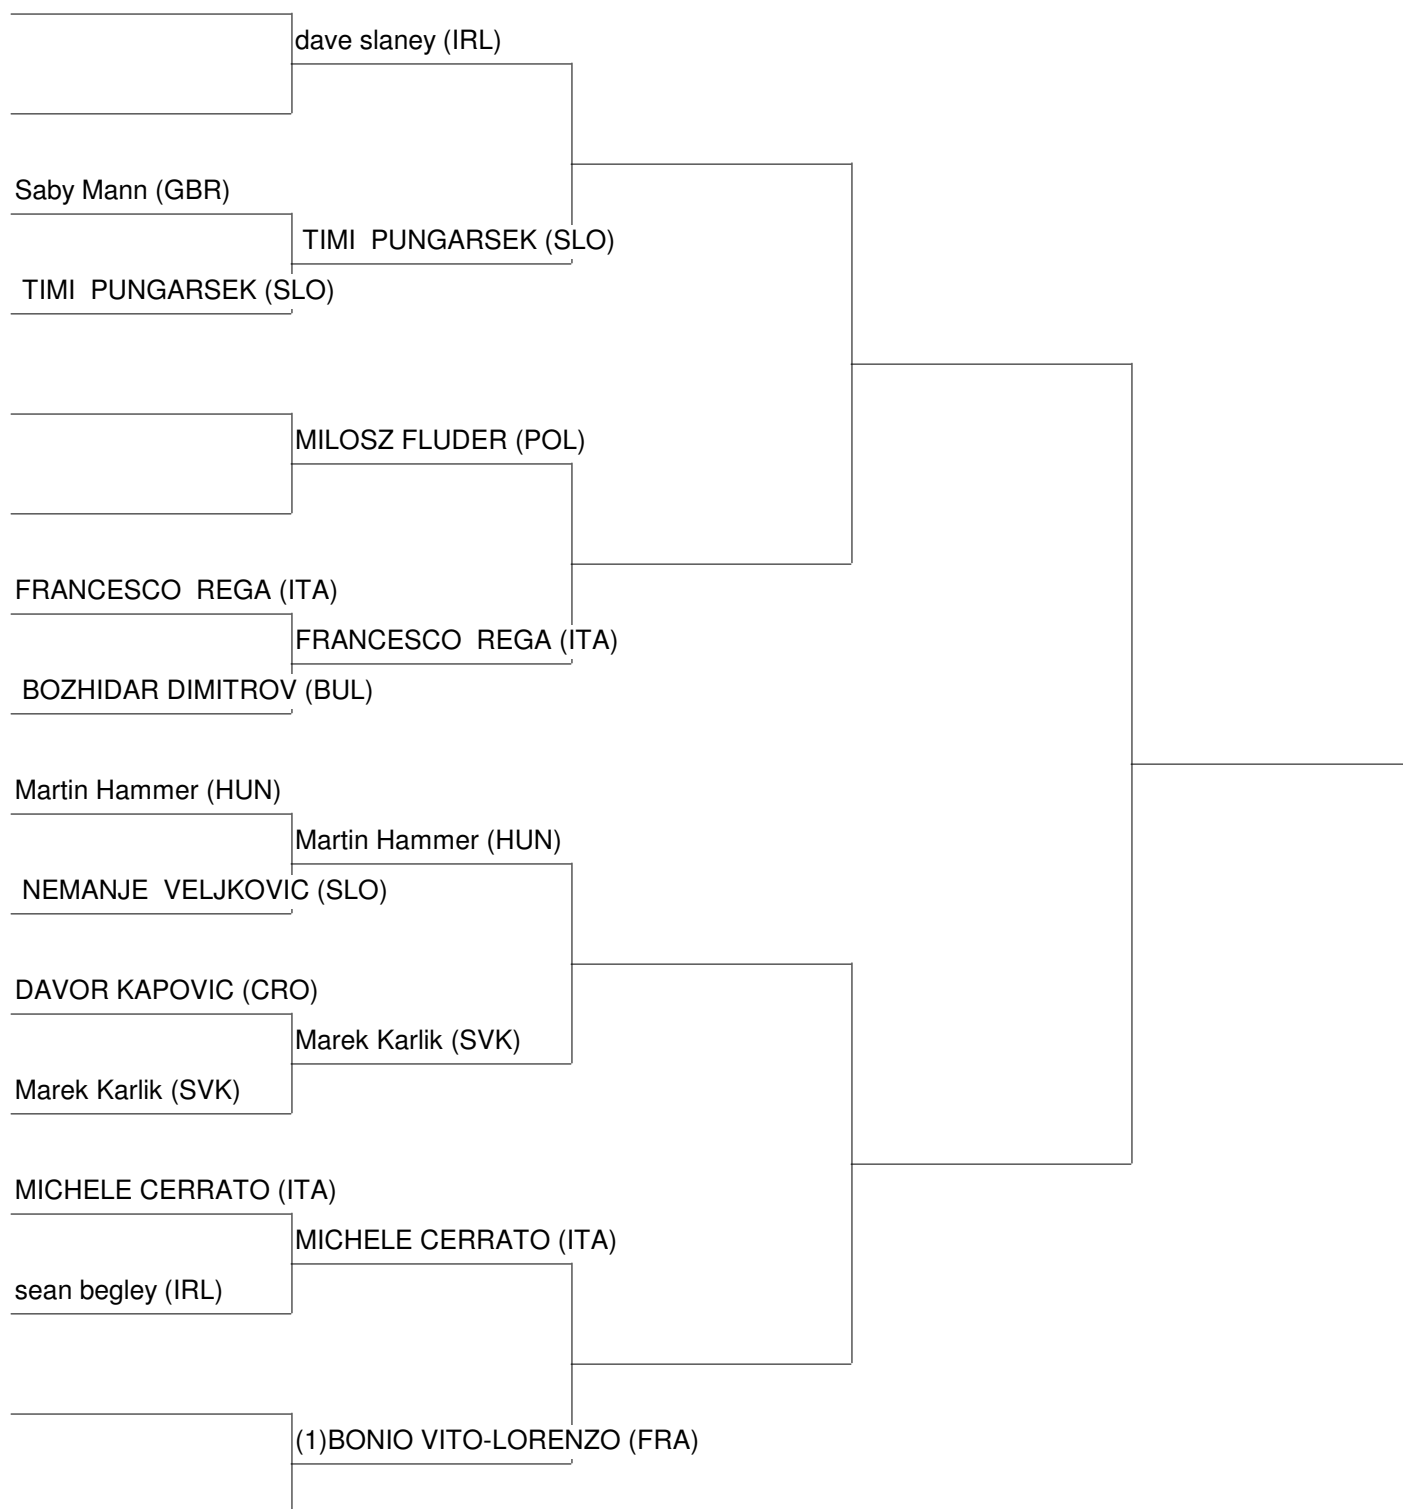 dave slaney (IRL)
Saby Mann (GBR)
TIMI  PUNGARSEK (SLO)
TIMI  PUNGARSEK (SLO)
MILOSZ FLUDER (POL)
FRANCESCO  REGA (ITA)
FRANCESCO  REGA (ITA)
BOZHIDAR DIMITROV (BUL)
Martin Hammer (HUN)
Martin Hammer (HUN)
NEMANJE  VELJKOVIC (SLO)
DAVOR KAPOVIC (CRO)
Marek Karlik (SVK)
Marek Karlik (SVK)
MICHELE CERRATO (ITA)
MICHELE CERRATO (ITA)
sean begley (IRL)
(1)BONIO VITO-LORENZO (FRA)